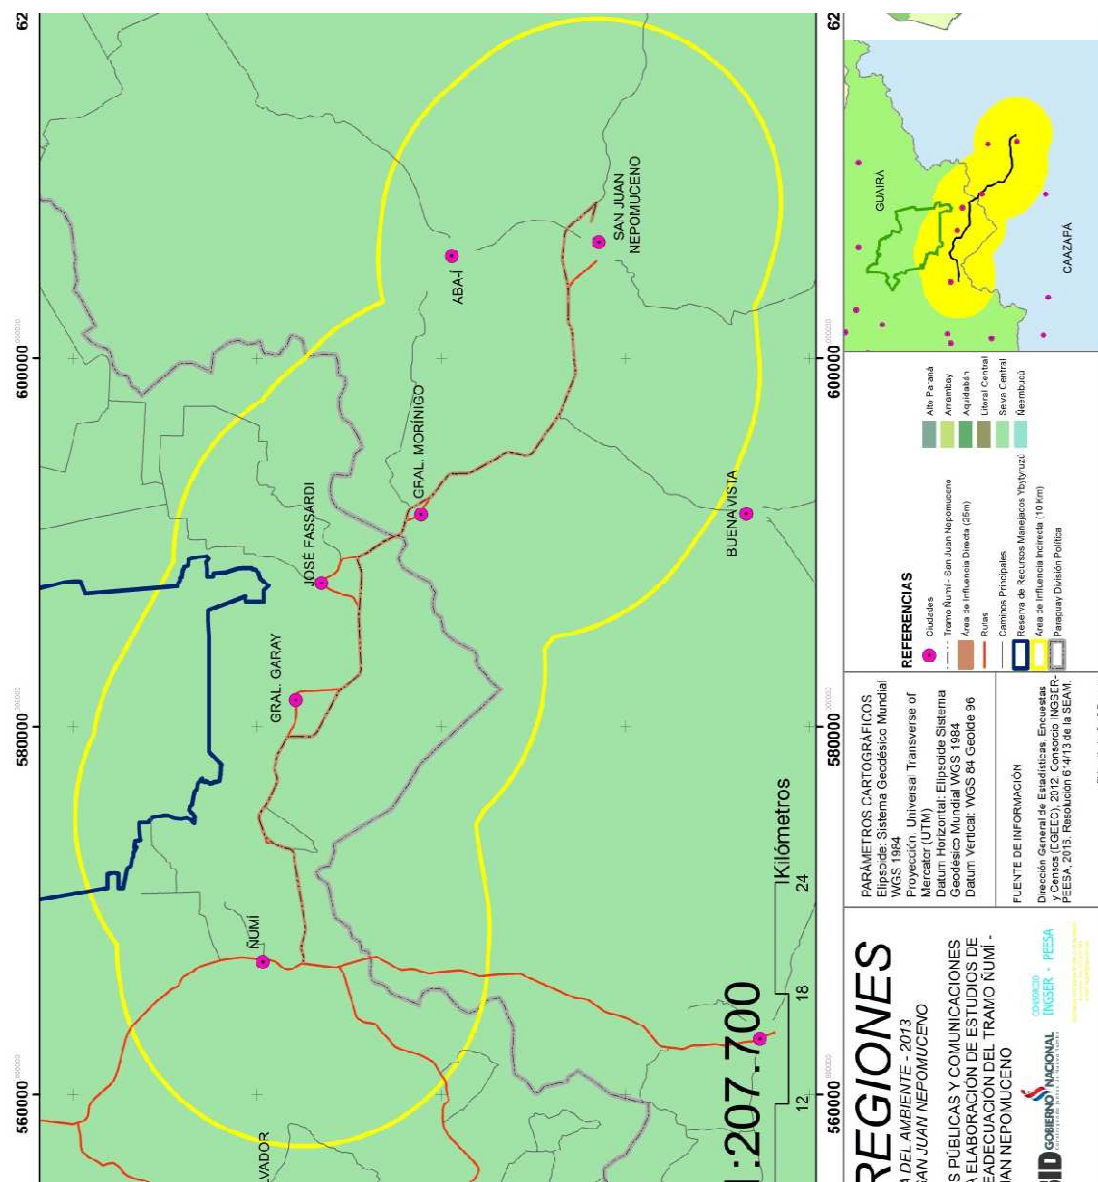 600000
580000
560000
600000
580000
560000
SAN JUAN
NEPOMUCENO
ABA-Í
GRAL. MORÍNIGO
JOSÉ FASSARDI
BUENA VISTA
GRAL. GARAY
ÑUMÍ
LVADOR
1:207.700
12
18
24
Kilómetros
GUAIRÁ
CAAZAPÁ
REFERENCIAS
Ciudades
Tramo Ñumí - San Juan Nepomuceno
Área de Influencia Directa (25m)
Rutas
Caminos Principales
Reserva de Recursos Manejados Ybytyruzú
Área de Influencia Indirecta (10 Km)
Paraguay División Política
Alto Paraná
Amambay
Aquidabán
Litoral Central
Selva Central
Ñeembucú
PARÁMETROS CARTOGRÁFICOS
Elipsoide: Sistema Geodésico Mundial
WGS 1984
Proyección: Universal Transverse of
Mercator (UTM)
Datum Horizontal: Elipsoide Sistema
Geodésico Mundial WGS 1984
Datum Vertical: WGS 84 Geoide 96
FUENTE DE INFORMACIÓN
Dirección General de Estadísticas, Encuestas
y Censos (DGEEC), 2012. Consorcio INGSER-
PEESA, 2013. Resolución 614/13 de la SEAM.
REGIONES
A DEL AMBIENTE - 2013
SAN JUAN NEPOMUCENO
S PÚBLICAS Y COMUNICACIONES
A ELABORACIÓN DE ESTUDIOS DE
EADECUACIÓN DEL TRAMO ÑUMÍ -
AN NEPOMUCENO
BID
GOBIERNO NACIONAL
CONSORCIO
INGSER - PEESA